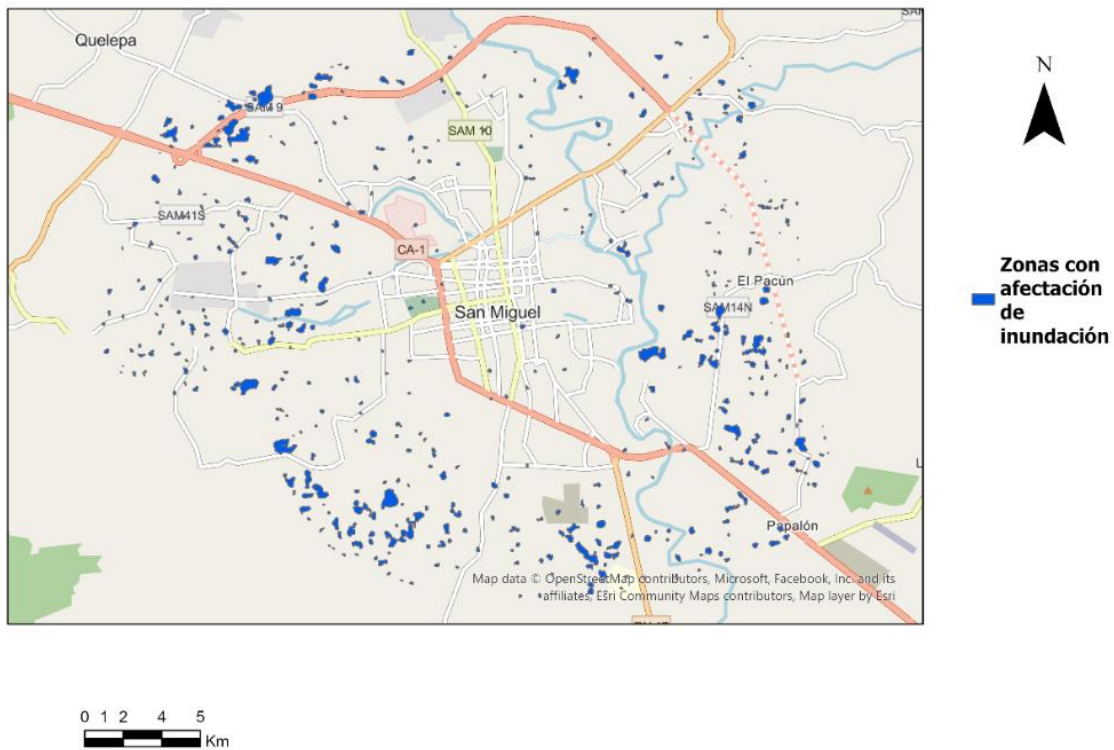 Quelepa
SAM 9
SAM 10
SAM41S
CA-1
San Miguel
El Pacún
SAM14N
Papalón
Map data © OpenStreetMap contributors, Microsoft, Facebook, Inc. and its
affiliates, Esri Community Maps contributors, Map layer by Esri
N
Zonas con
afectación
de
inundación
0 1 2 4 5
Km